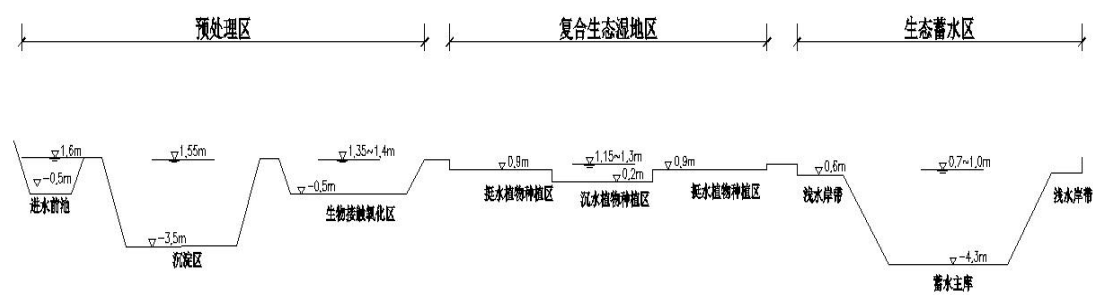 预处理区 复合生态湿地区 生态蓄水区
1.6m 1.55m 1.35~1.4m 1.15~1.3m 0.7~1.0m
0.9m 0.9m 0.6m
-0.5m -0.5m 0.2m
进水前池 生物接触氧化区 挺水植物种植区 沉水植物种植区 挺水植物种植区 浅水岸带 浅水岸带
-3.5m -4.3m
沉淀区 蓄水主库